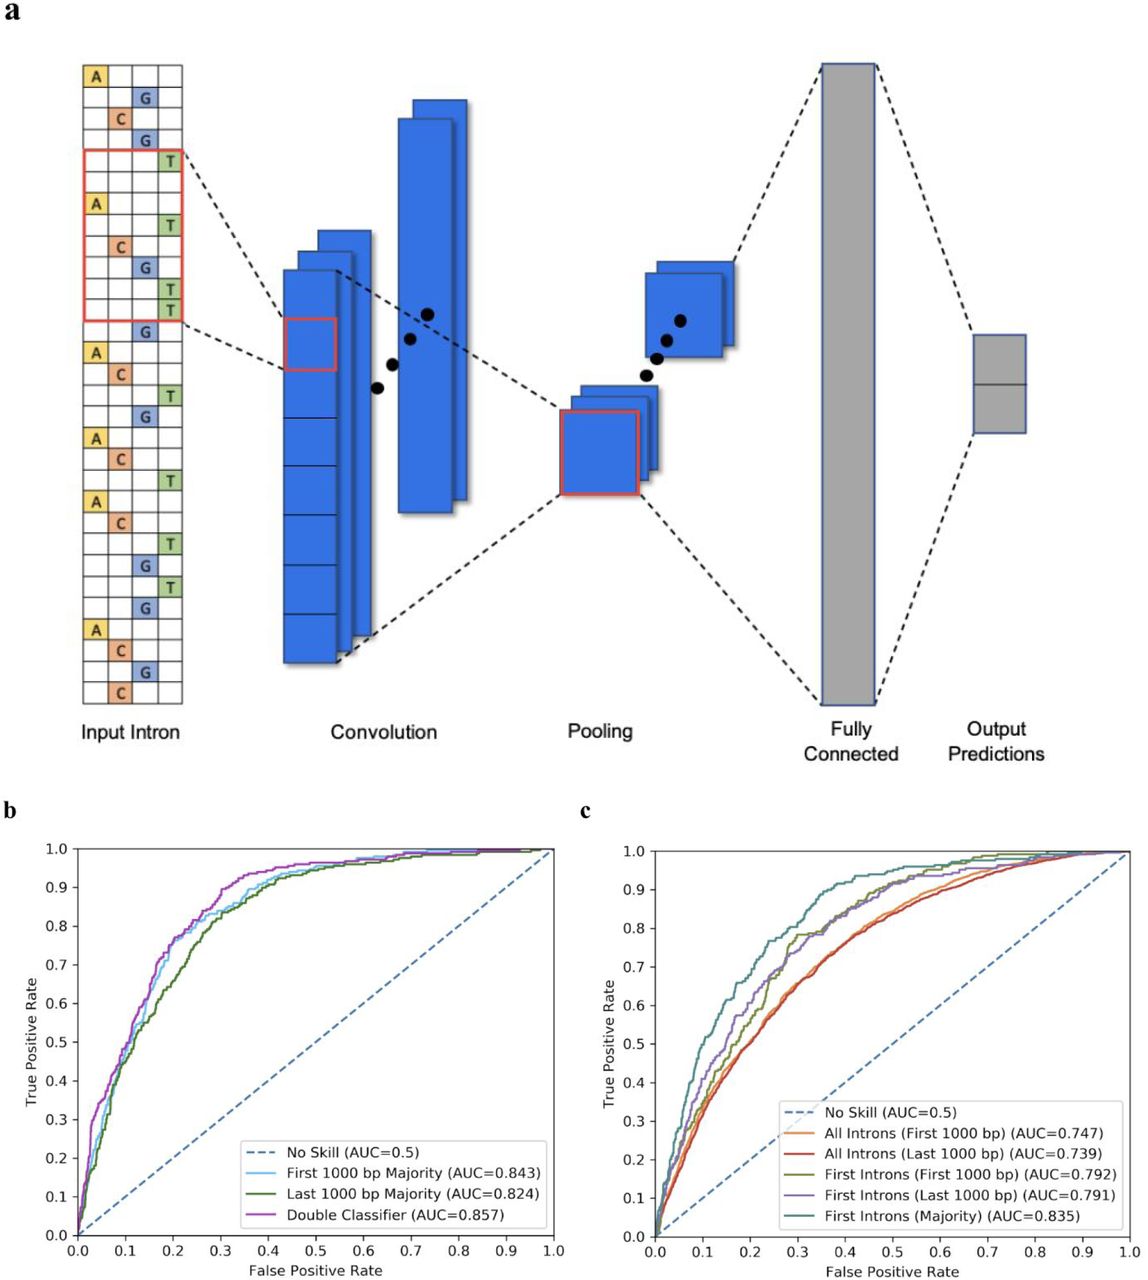 a
A
G
C
G
T
A
T
C
G
T
T
G
A
C
T
G
A
C
T
A
C
T
G
T
G
A
C
G
C
Input Intron
Convolution
Pooling
Fully
Connected
Output
Predictions
b
1.0
0.9
0.8
0.7
0.6
0.5
0.4
0.3
0.2
0.1
0.0
True Positive Rate
No Skill (AUC=0.5)
First 1000 bp Majority (AUC=0.843)
Last 1000 bp Majority (AUC=0.824)
Double Classifier (AUC=0.857)
0.0 0.1 0.2 0.3 0.4 0.5 0.6 0.7 0.8 0.9 1.0
False Positive Rate
c
1.0
0.9
0.8
0.7
0.6
0.5
0.4
0.3
0.2
0.1
0.0
True Positive Rate
No Skill (AUC=0.5)
All Introns (First 1000 bp) (AUC=0.747)
All Introns (Last 1000 bp) (AUC=0.739)
First Introns (First 1000 bp) (AUC=0.792)
First Introns (Last 1000 bp) (AUC=0.791)
First Introns (Majority) (AUC=0.835)
0.0 0.1 0.2 0.3 0.4 0.5 0.6 0.7 0.8 0.9 1.0
False Positive Rate